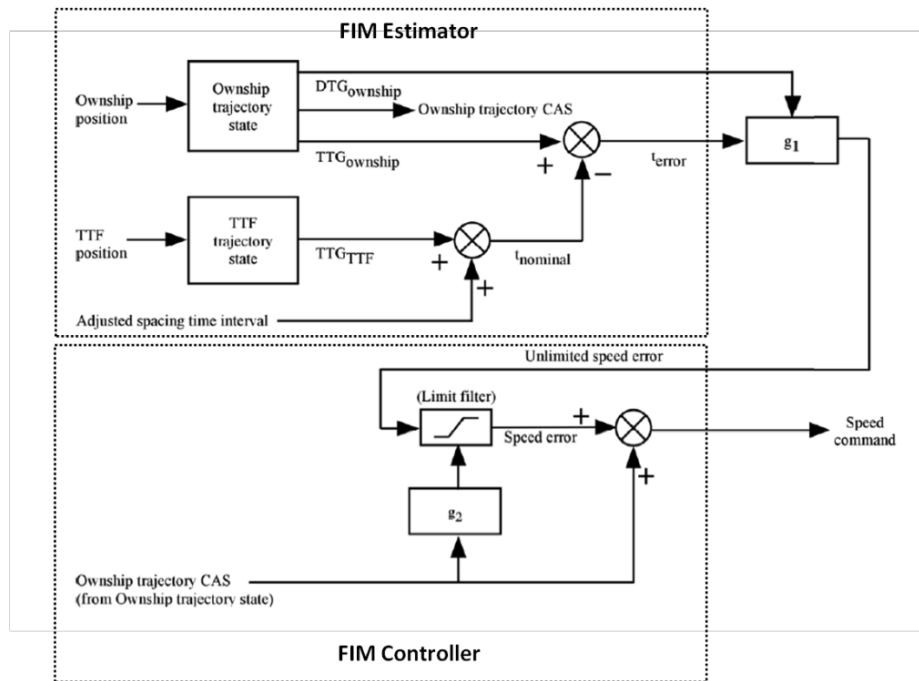 FIM Estimator
Ownship
position
Ownship
trajectory
state
DTGownship
Ownship trajectory CAS
TTGownship
+
−
terror
g1
TTF
position
TTF
trajectory
state
TTGTTF
+
+
tnominal
Adjusted spacing time interval
Unlimited speed error
(Limit filter)
Speed error
+
+
Speed
command
g2
Ownship trajectory CAS
(from Ownship trajectory state)
FIM Controller